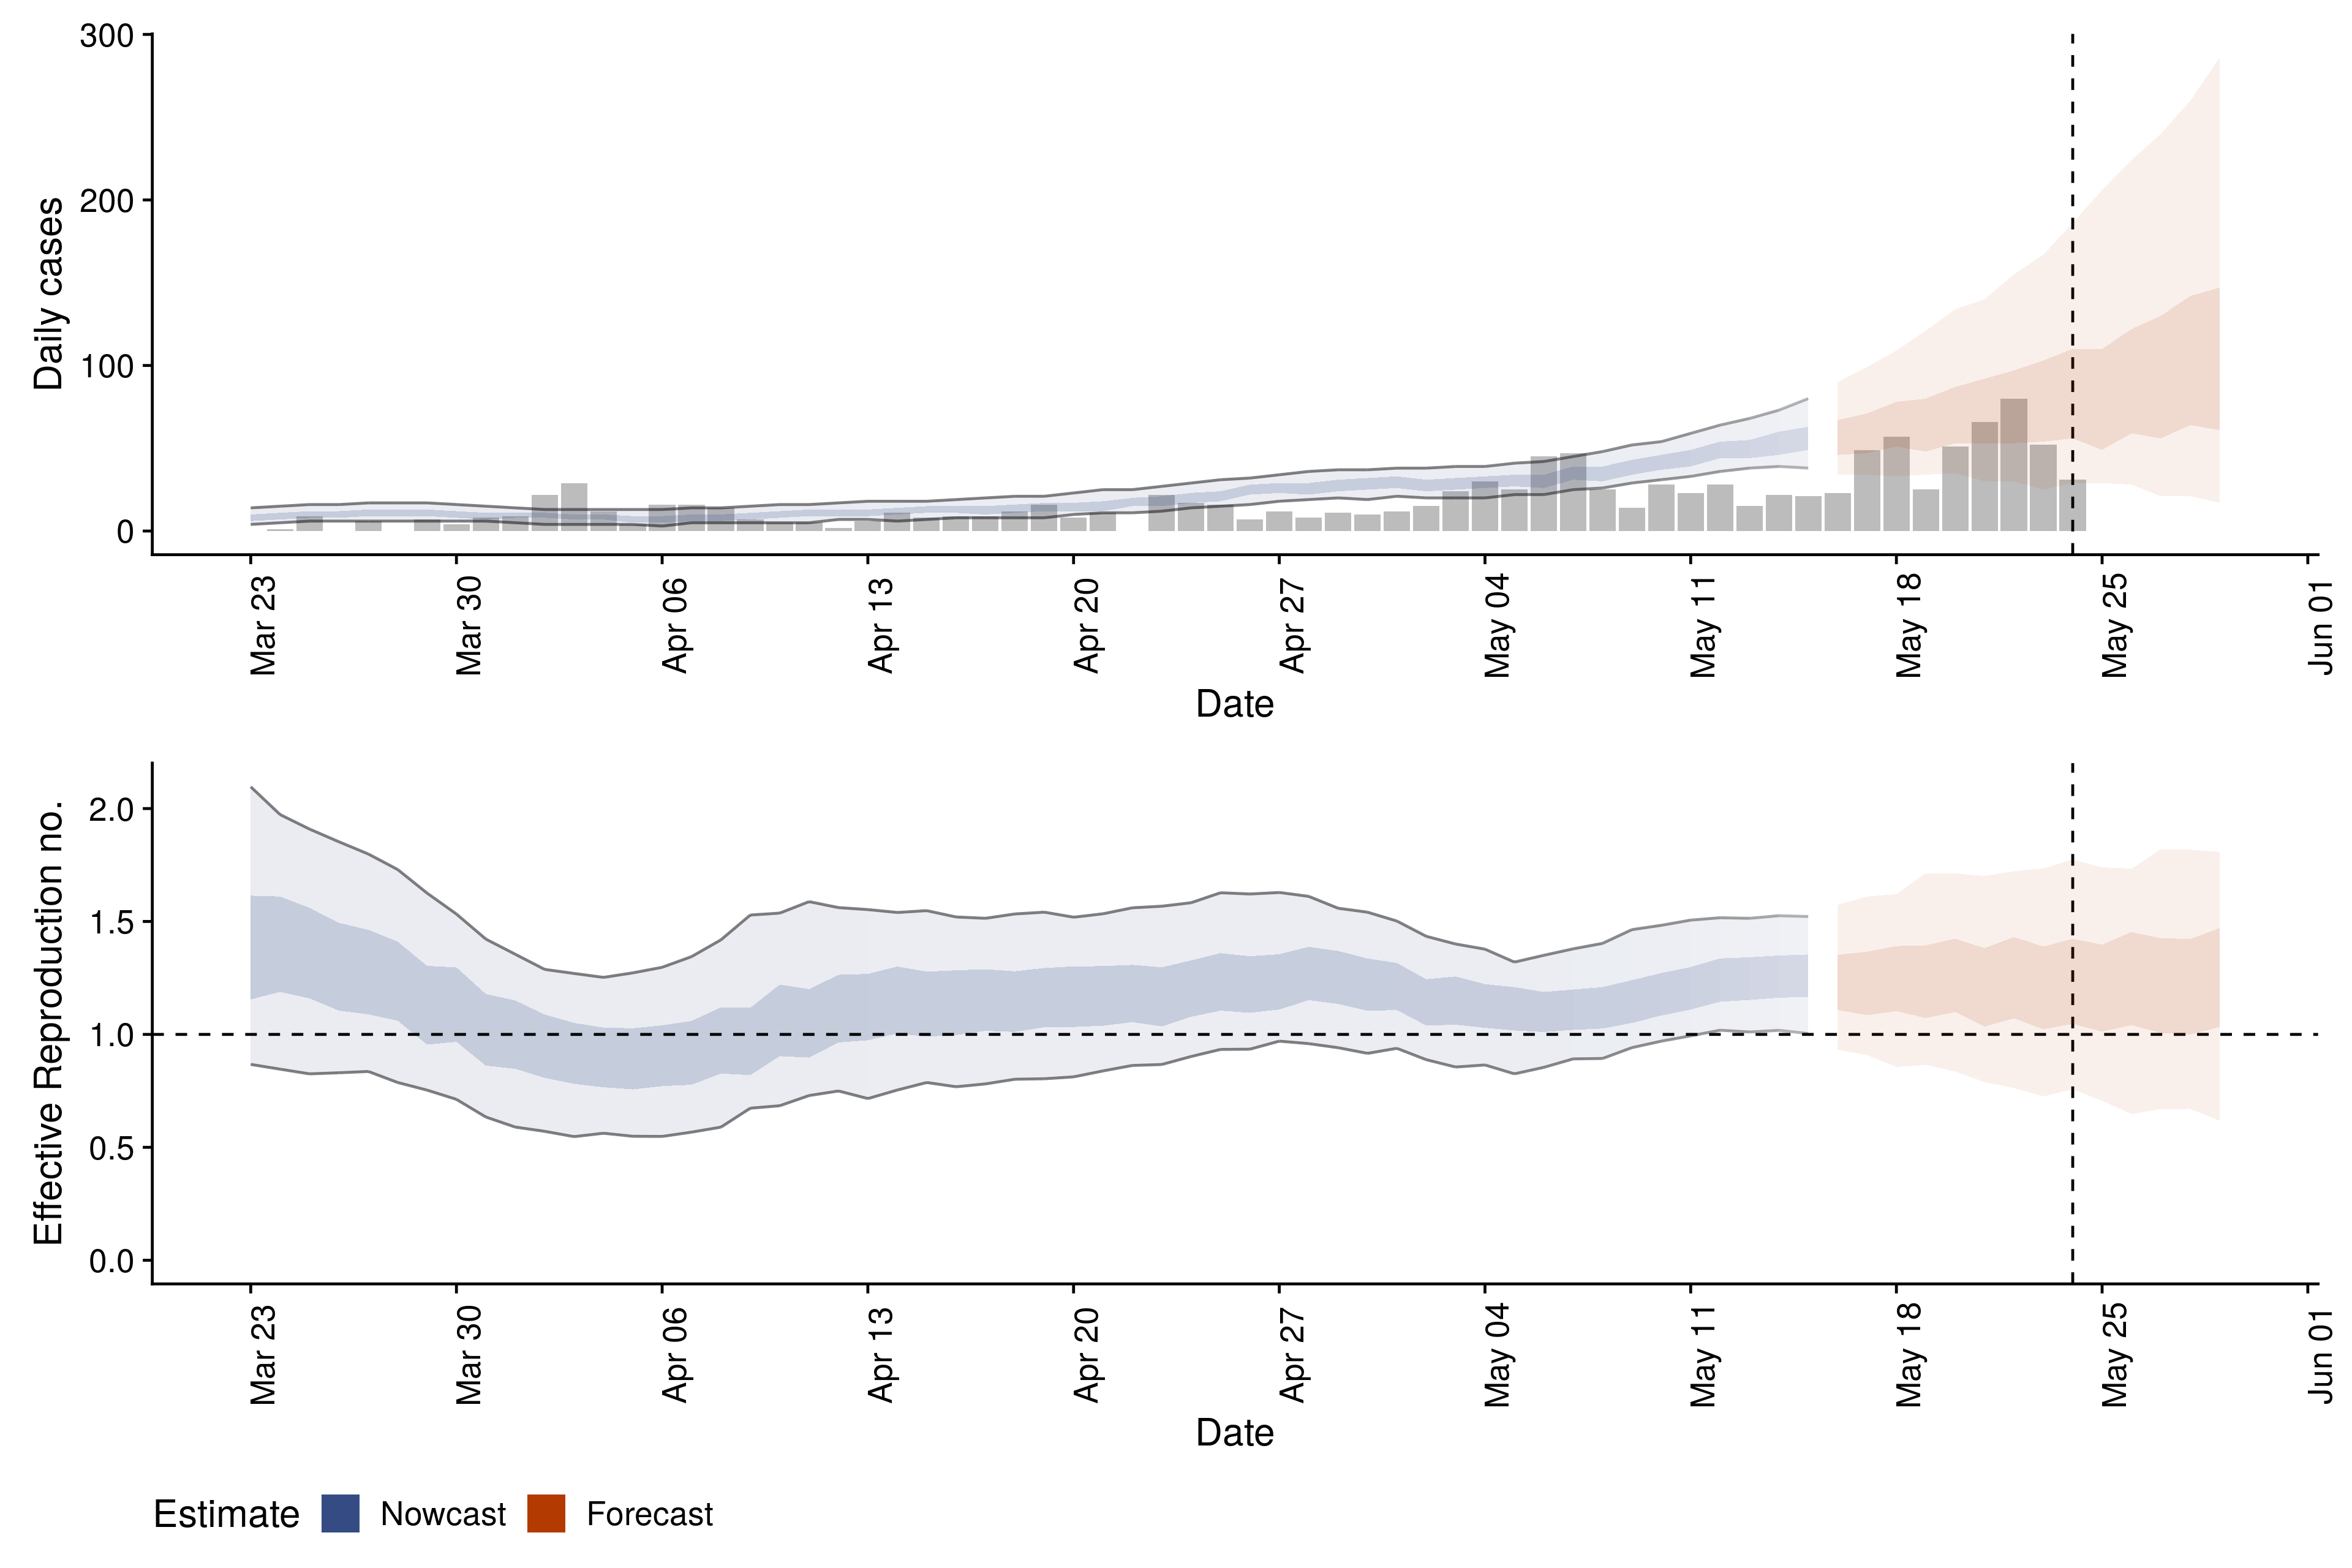 300
200
100
0
Daily cases
Mar 23
Mar 30
Apr 06
Apr 13
Apr 20
Apr 27
May 04
May 11
May 18
May 25
Jun 01
Date
2.0
1.5
1.0
0.5
0.0
Effective Reproduction no.
Mar 23
Mar 30
Apr 06
Apr 13
Apr 20
Apr 27
May 04
May 11
May 18
May 25
Jun 01
Date
Estimate Nowcast Forecast